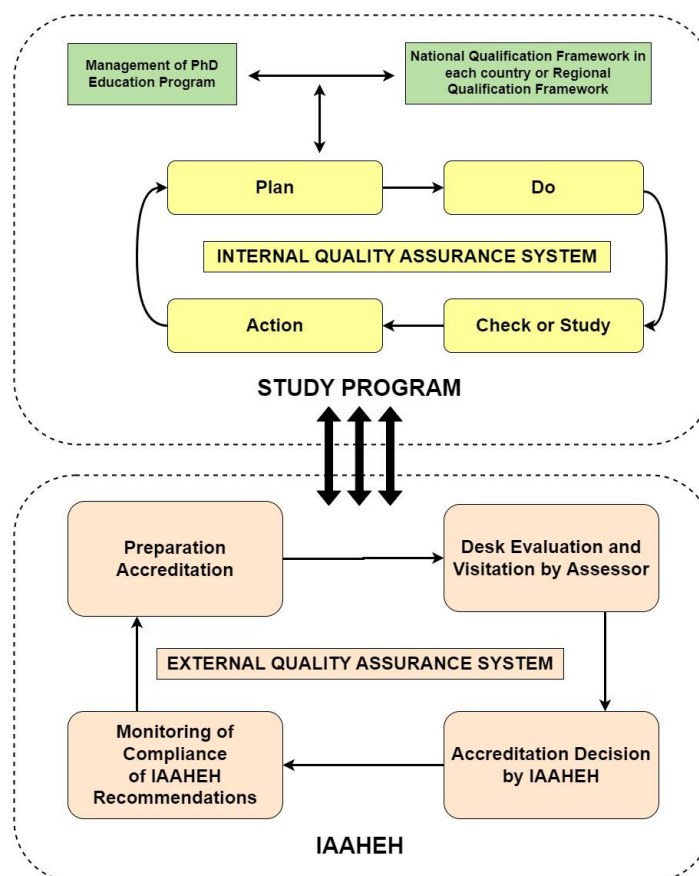 Management of PhD
Education Program
National Qualification Framework in
each country or Regional
Qualification Framework
Plan
Do
INTERNAL QUALITY ASSURANCE SYSTEM
Action
Check or Study
STUDY PROGRAM
Preparation
Accreditation
Desk Evaluation and
Visitation by Assessor
EXTERNAL QUALITY ASSURANCE SYSTEM
Monitoring of
Compliance
of IAAHEH
Recommendations
Accreditation Decision
by IAAHEH
IAAHEH